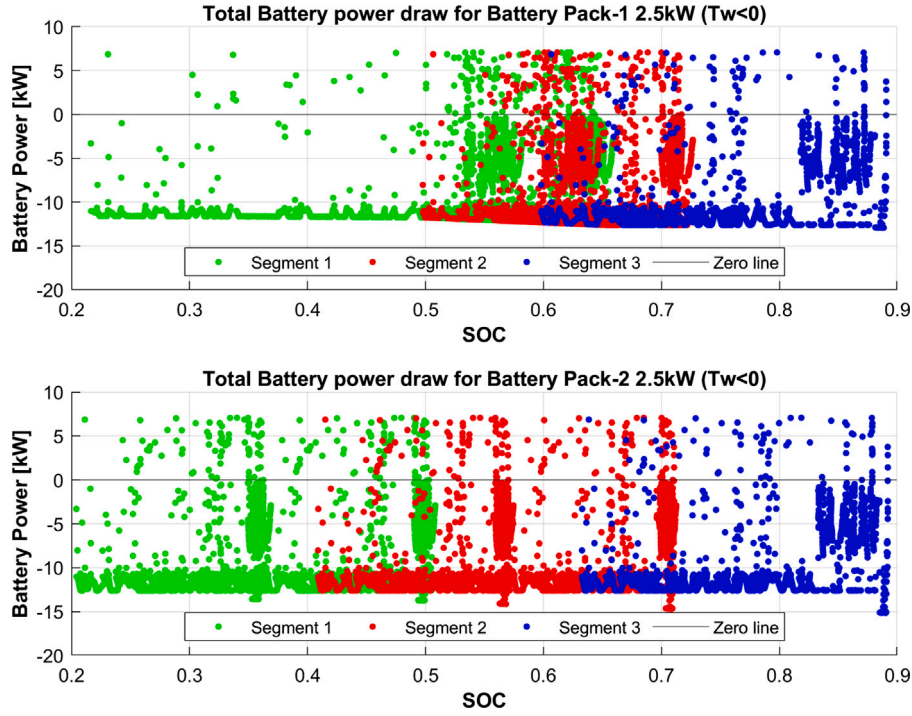 Total Battery power draw for Battery Pack-1 2.5kW (Tw<0)
10
5
0
-5
-10
-15
-20
Battery Power [kW]
Segment 1 Segment 2 Segment 3 Zero line
0.2 0.3 0.4 0.5 0.6 0.7 0.8 0.9
SOC
Total Battery power draw for Battery Pack-2 2.5kW (Tw<0)
10
5
0
-5
-10
-15
-20
Battery Power [kW]
Segment 1 Segment 2 Segment 3 Zero line
0.2 0.3 0.4 0.5 0.6 0.7 0.8 0.9
SOC